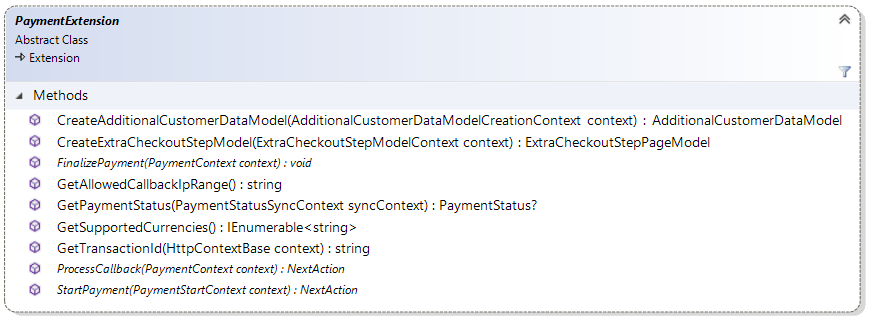 PaymentExtension
Abstract Class
Extension
Methods
CreateAdditionalCustomerDataModel(AdditionalCustomerDataModelCreationContext context) : AdditionalCustomerDataModel
CreateExtraCheckoutStepModel(ExtraCheckoutStepModelContext context) : ExtraCheckoutStepPageModel
FinalizePayment(PaymentContext context) : void
GetAllowedCallbackIpRange() : string
GetPaymentStatus(PaymentStatusSyncContext syncContext) : PaymentStatus?
GetSupportedCurrencies() : IEnumerable<string>
GetTransactionId(HttpContextBase context) : string
ProcessCallback(PaymentContext context) : NextAction
StartPayment(PaymentStartContext context) : NextAction